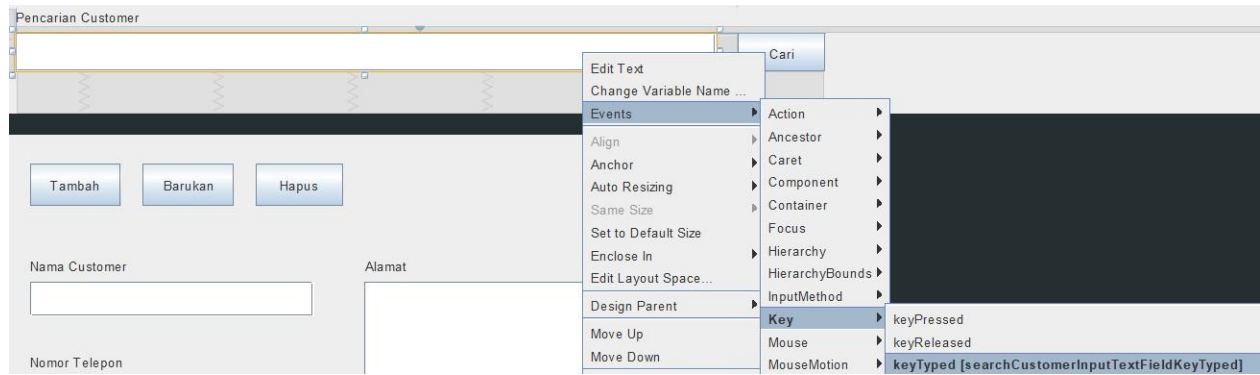 Pencarian Customer
Cari
Edit Text
Change Variable Name ...
Events
Align
Anchor
Auto Resizing
Same Size
Set to Default Size
Enclose In
Edit Layout Space...
Design Parent
Move Up
Move Down
Action
Ancestor
Caret
Component
Container
Focus
Hierarchy
HierarchyBounds
InputMethod
Key
Mouse
MouseMotion
keyPressed
keyReleased
keyTyped [searchCustomerInputTextFieldKeyTyped]
Tambah
Barukan
Hapus
Nama Customer
Alamat
Nomor Telepon